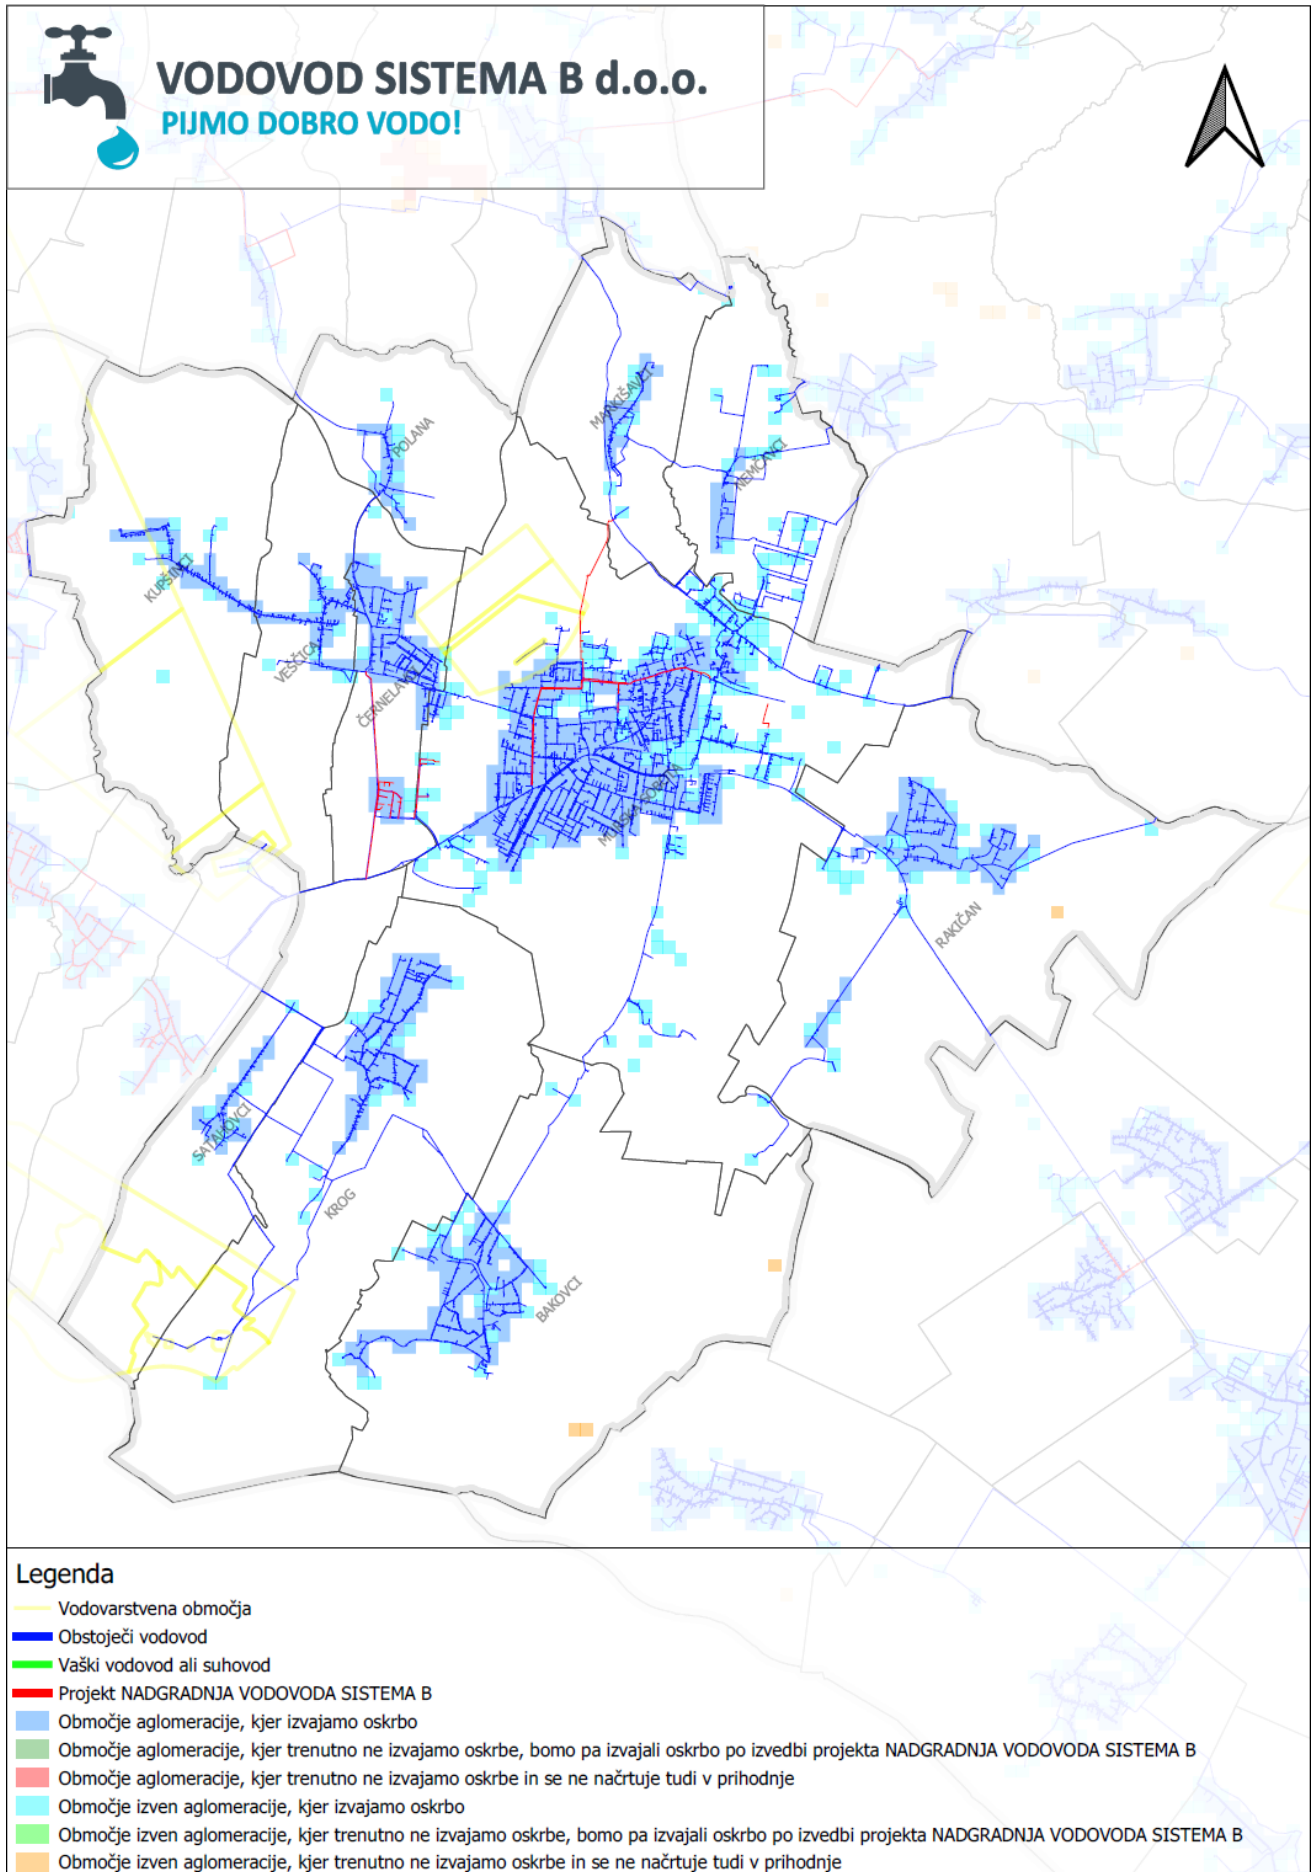 VODOVOD SISTEMA B d.o.o.
PIJMO DOBRO VODO!
MARKIŠAVCI
POLANA
NEMČAVCI
KUPŠINCI
VEŠČICA
ČERNELAVCI
MURSKA SOBOTA
RAKIČAN
SATAHOVCI
KROG
BAKOVCI
Legenda
Vodovarstvena območja
Obstoječi vodovod
Vaški vodovod ali suhovod
Projekt NADGRADNJA VODOVODA SISTEMA B
Območje aglomeracije, kjer izvajamo oskrbo
Območje aglomeracije, kjer trenutno ne izvajamo oskrbe, bomo pa izvajali oskrbo po izvedbi projekta NADGRADNJA VODOVODA SISTEMA B
Območje aglomeracije, kjer trenutno ne izvajamo oskrbe in se ne načrtuje tudi v prihodnje
Območje izven aglomeracije, kjer izvajamo oskrbo
Območje izven aglomeracije, kjer trenutno ne izvajamo oskrbe, bomo pa izvajali oskrbo po izvedbi projekta NADGRADNJA VODOVODA SISTEMA B
Območje izven aglomeracije, kjer trenutno ne izvajamo oskrbe in se ne načrtuje tudi v prihodnje